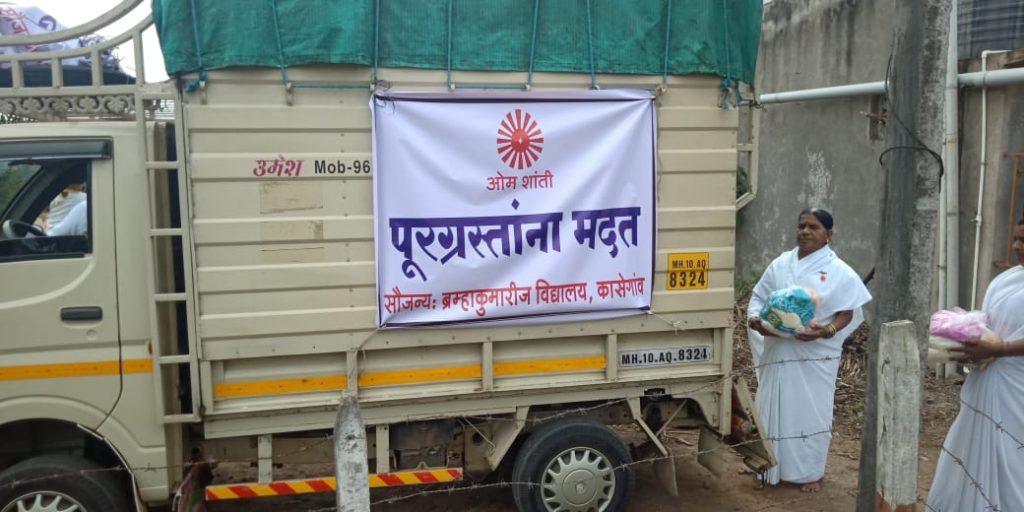 उमेश Mob-96
ओम शांती
पूरग्रस्तांना मदत
सौजन्य: ब्रम्हाकुमारीज विद्यालय, कासेगांव
MH.10.AQ
8324
MH.10.AQ.8324